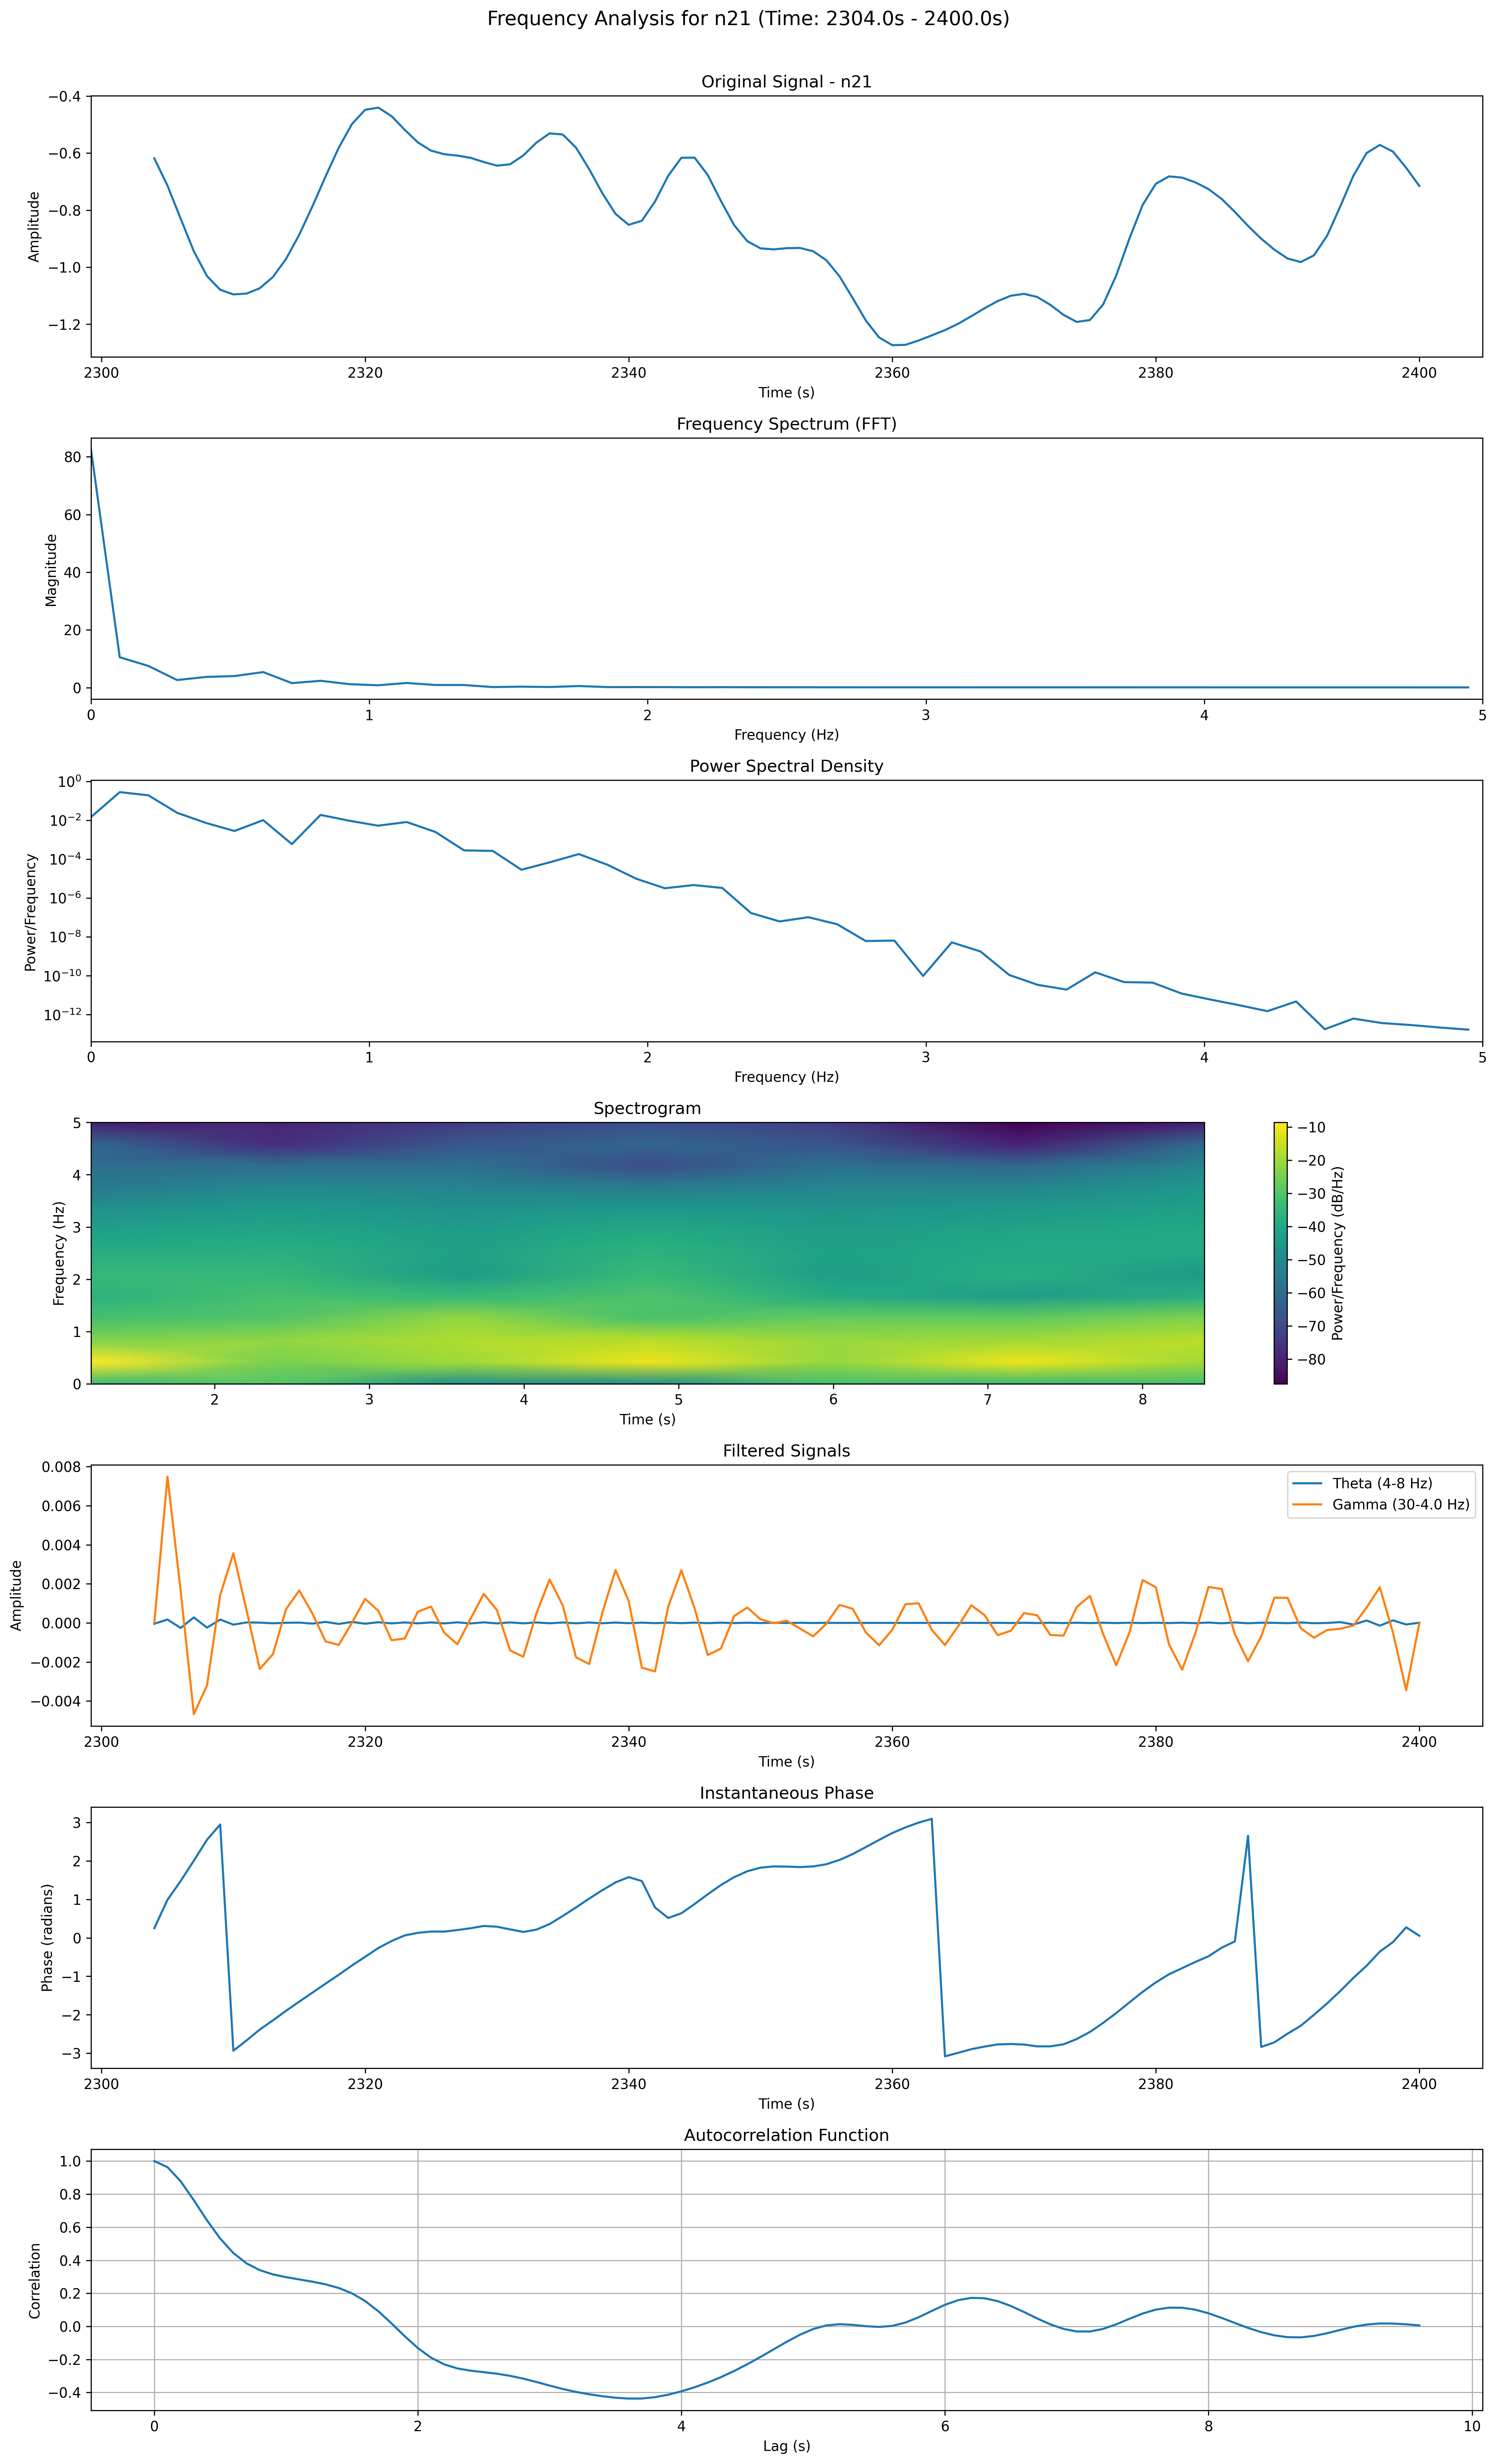 Frequency Analysis for n21 (Time: 2304.0s - 2400.0s)
Original Signal - n21
−0.4
−0.6
−0.8
−1.0
−1.2
Amplitude
2300 2320 2340 2360 2380 2400
Time (s)
Frequency Spectrum (FFT)
80
60
40
20
0
Magnitude
0 1 2 3 4 5
Frequency (Hz)
Power Spectral Density
10⁰
10⁻²
10⁻⁴
10⁻⁶
10⁻⁸
10⁻¹⁰
10⁻¹²
Power/Frequency
0 1 2 3 4 5
Frequency (Hz)
Spectrogram
5
4
3
2
1
0
Frequency (Hz)
2 3 4 5 6 7 8
Time (s)
−10
−20
−30
−40
−50
−60
−70
−80
Power/Frequency (dB/Hz)
Filtered Signals
0.008
0.006
0.004
0.002
0.000
−0.002
−0.004
Amplitude
Theta (4-8 Hz)
Gamma (30-4.0 Hz)
2300 2320 2340 2360 2380 2400
Time (s)
Instantaneous Phase
3
2
1
0
−1
−2
−3
Phase (radians)
2300 2320 2340 2360 2380 2400
Time (s)
Autocorrelation Function
1.0
0.8
0.6
0.4
0.2
0.0
−0.2
−0.4
Correlation
0 2 4 6 8 10
Lag (s)